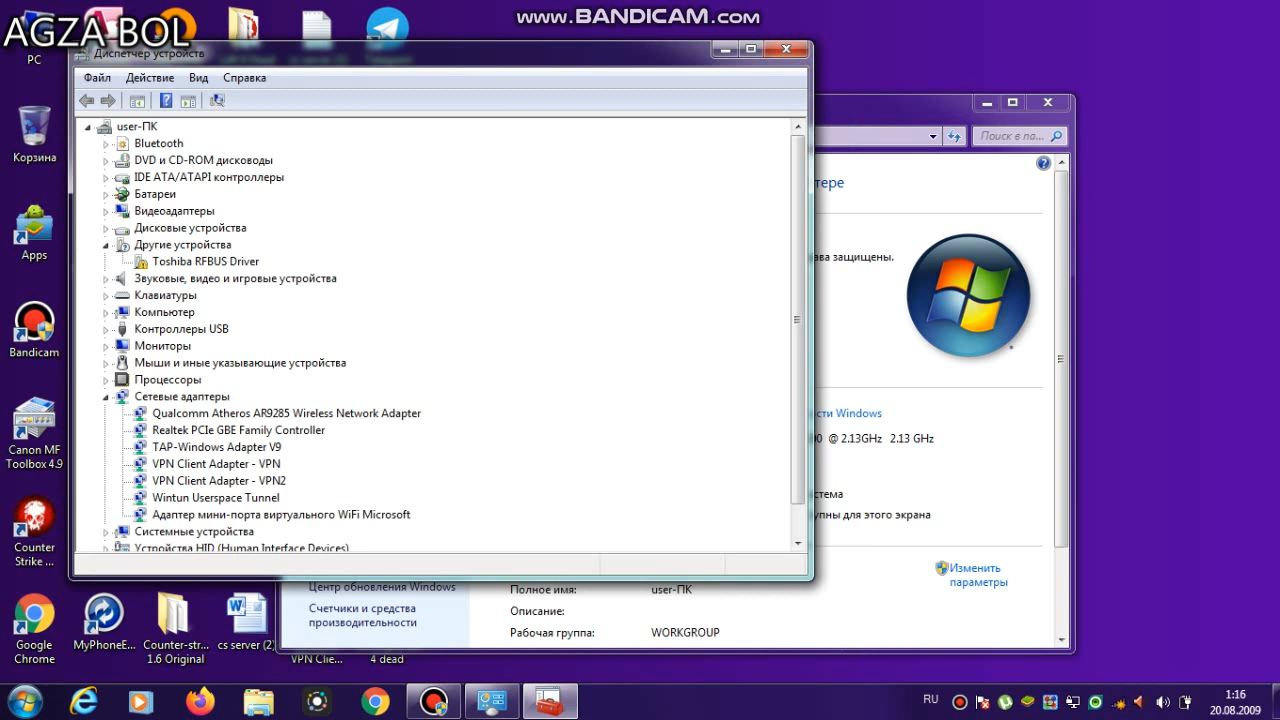 AGZA BOL
www.BANDICAM.com
PC
Корзина
Apps
Bandicam
Canon MF
Toolbox 4.9
Counter
Strike ...
Google
Chrome
MyPhoneE...
Counter-str...
1.6 Original
cs server (2)
VPN Clie...
4 dead
Диспетчер устройств
Файл Действие Вид Справка
user-ПК
Bluetooth
DVD и CD-ROM дисководы
IDE ATA/ATAPI контроллеры
Батареи
Видеоадаптеры
Дисковые устройства
Другие устройства
Toshiba RFBUS Driver
Звуковые, видео и игровые устройства
Клавиатуры
Компьютер
Контроллеры USB
Мониторы
Мыши и иные указывающие устройства
Процессоры
Сетевые адаптеры
Qualcomm Atheros AR9285 Wireless Network Adapter
Realtek PCIe GBE Family Controller
TAP-Windows Adapter V9
VPN Client Adapter - VPN
VPN Client Adapter - VPN2
Wintun Userspace Tunnel
Адаптер мини-порта виртуального WiFi Microsoft
Системные устройства
Устройства HID (Human Interface Devices)
Поиск в па...
тере
ва защищены.
сти Windows
00 @ 2.13GHz 2.13 GHz
стема
упны для этого экрана
Изменить
параметры
Центр обновления Windows
Счетчики и средства
производительности
Полное имя: user-ПК
Описание:
Рабочая группа: WORKGROUP
RU
1:16
20.08.2009